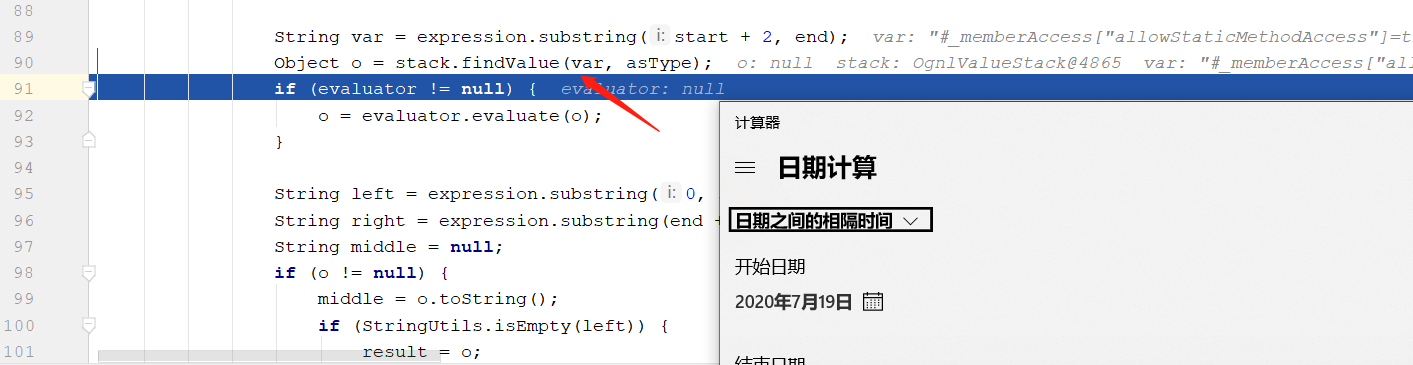 88
89 String var = expression.substring( i: start + 2, end); var: "#_memberAccess["allowStaticMethodAccess"]=t
90 Object o = stack.findValue(var, asType); o: null stack: OgnlValueStack@4865 var: "#_memberAccess["all
91 if (evaluator != null) { evaluator: null
92 o = evaluator.evaluate(o);
93 }
94
95 String left = expression.substring( i: 0,
96 String right = expression.substring(end +
97 String middle = null;
98 if (o != null) {
99 middle = o.toString();
100 if (StringUtils.isEmpty(left)) {
101 result = o;
计算器
日期计算
日期之间的相隔时间
开始日期
2020年7月19日
结束日期